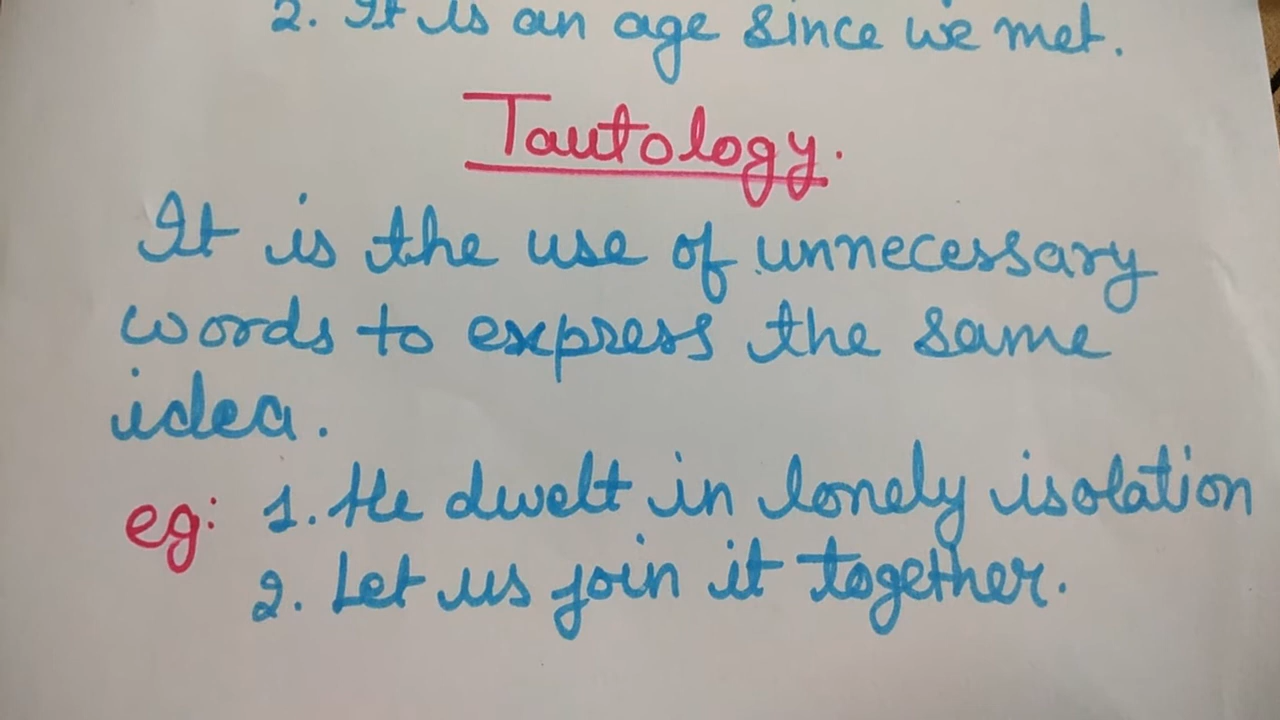 2. It is an age since we met.
Tautology.
It is the use of unnecessary
words to express the same
idea.
eg: 1. He dwelt in lonely isolation
2. Let us join it together.